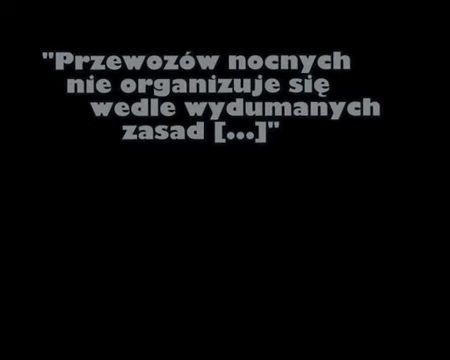 "Przewozów nocnych
nie organizuje się
wedle wydumanych
zasad [...]"